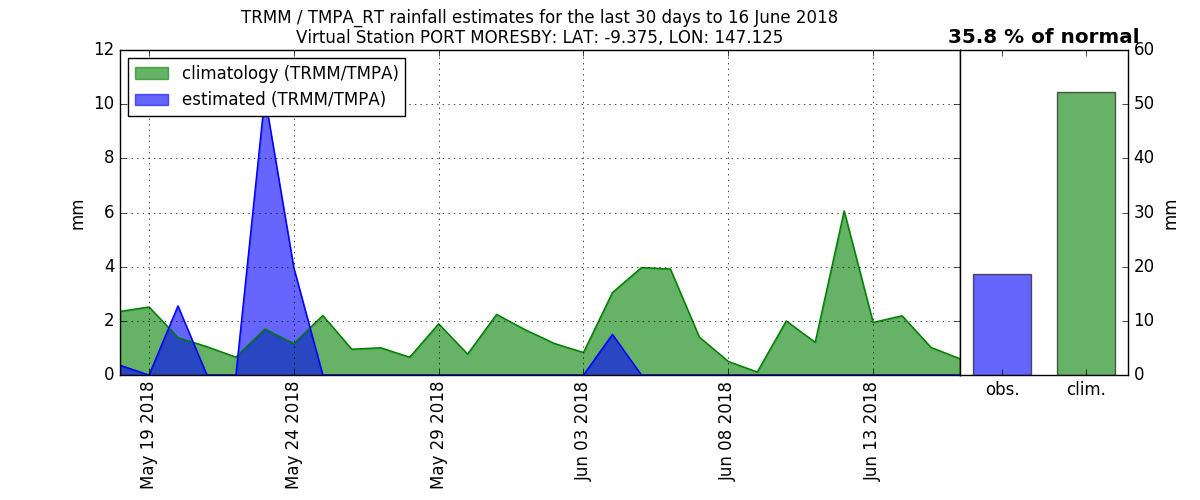 TRMM / TMPA_RT rainfall estimates for the last 30 days to 16 June 2018
Virtual Station PORT MORESBY: LAT: -9.375, LON: 147.125
35.8 % of normal
climatology (TRMM/TMPA)
estimated (TRMM/TMPA)
12
10
8
6
4
2
0
mm
May 19 2018
May 24 2018
May 29 2018
Jun 03 2018
Jun 08 2018
Jun 13 2018
60
50
40
30
20
10
0
mm
obs.
clim.